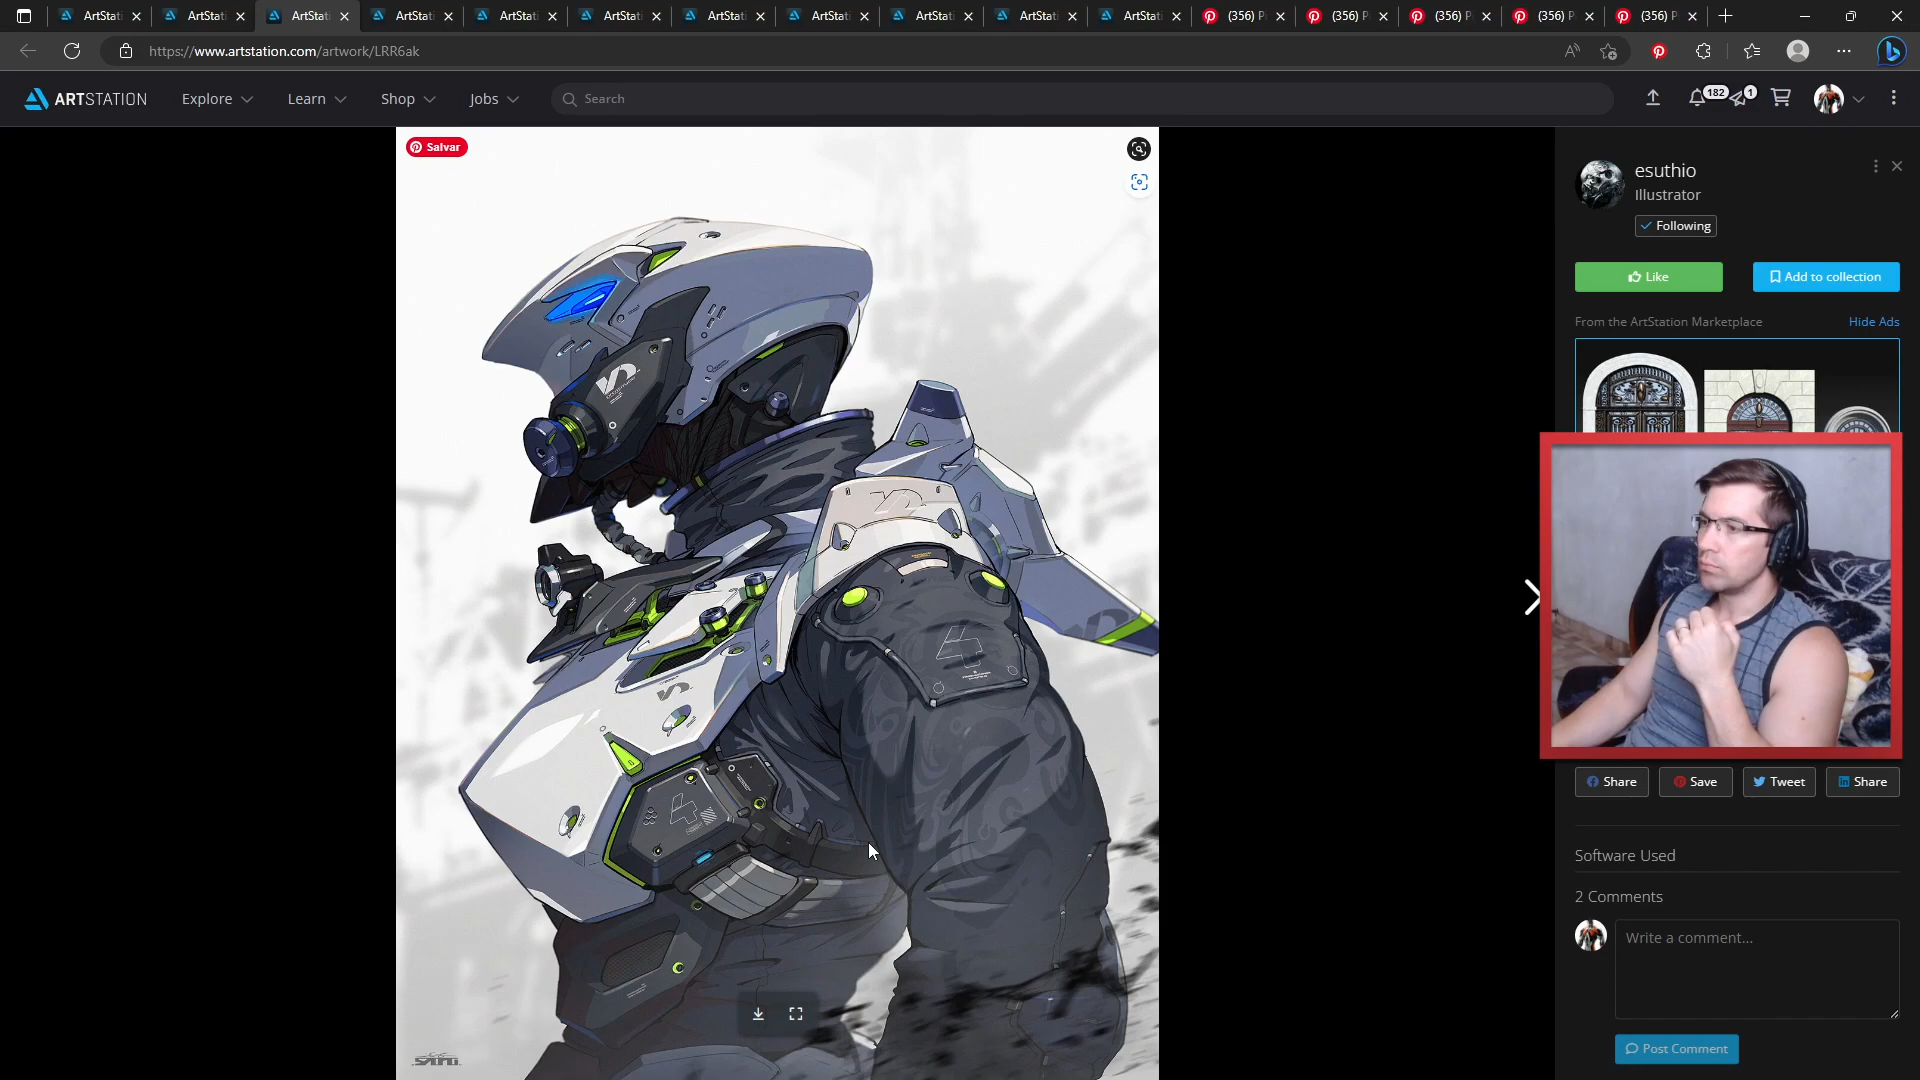 ArtStati
ArtStati
ArtStati
ArtStati
ArtStati
ArtStati
ArtStati
ArtStati
ArtStati
ArtStati
ArtStati
(356) P
(356) P
(356) P
(356) P
(356) P
https://www.artstation.com/artwork/LRR6ak
ARTSTATION
Explore
Learn
Shop
Jobs
Search
182
1
Salvar
esuthio
Illustrator
Following
Like
Add to collection
From the ArtStation Marketplace
Hide Ads
4
4
Share
Save
Tweet
Share
Software Used
2 Comments
Write a comment...
Post Comment